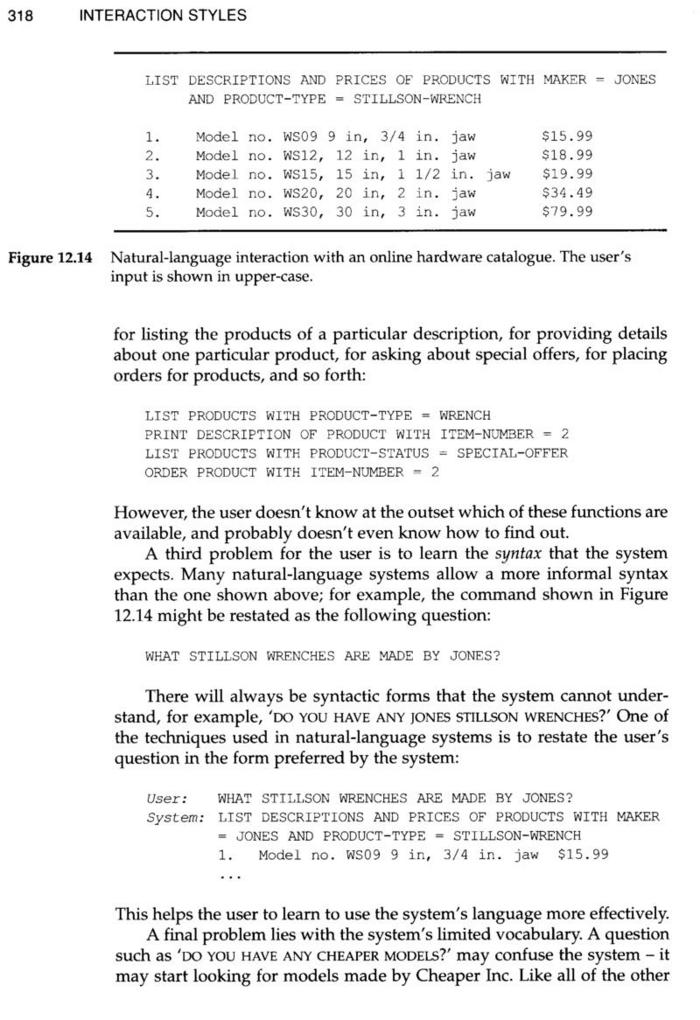 318 INTERACTION STYLES
LIST DESCRIPTIONS AND PRICES OF PRODUCTS WITH MAKER = JONES
AND PRODUCT-TYPE = STILLSON-WRENCH
1. Model no. WS09 9 in, 3/4 in. jaw $15.99
2. Model no. WS12, 12 in, 1 in. jaw $18.99
3. Model no. WS15, 15 in, 1 1/2 in. jaw $19.99
4. Model no. WS20, 20 in, 2 in. jaw $34.49
5. Model no. WS30, 30 in, 3 in. jaw $79.99
Figure 12.14 Natural-language interaction with an online hardware catalogue. The user's
input is shown in upper-case.
for listing the products of a particular description, for providing details
about one particular product, for asking about special offers, for placing
orders for products, and so forth:
LIST PRODUCTS WITH PRODUCT-TYPE = WRENCH
PRINT DESCRIPTION OF PRODUCT WITH ITEM-NUMBER = 2
LIST PRODUCTS WITH PRODUCT-STATUS = SPECIAL-OFFER
ORDER PRODUCT WITH ITEM-NUMBER = 2
However, the user doesn't know at the outset which of these functions are
available, and probably doesn't even know how to find out.
A third problem for the user is to learn the syntax that the system
expects. Many natural-language systems allow a more informal syntax
than the one shown above; for example, the command shown in Figure
12.14 might be restated as the following question:
WHAT STILLSON WRENCHES ARE MADE BY JONES?
There will always be syntactic forms that the system cannot under-
stand, for example, 'DO YOU HAVE ANY JONES STILLSON WRENCHES?' One of
the techniques used in natural-language systems is to restate the user's
question in the form preferred by the system:
User: WHAT STILLSON WRENCHES ARE MADE BY JONES?
System: LIST DESCRIPTIONS AND PRICES OF PRODUCTS WITH MAKER
= JONES AND PRODUCT-TYPE = STILLSON-WRENCH
1. Model no. WS09 9 in, 3/4 in. jaw $15.99
...
This helps the user to learn to use the system's language more effectively.
A final problem lies with the system's limited vocabulary. A question
such as 'DO YOU HAVE ANY CHEAPER MODELS?' may confuse the system – it
may start looking for models made by Cheaper Inc. Like all of the other